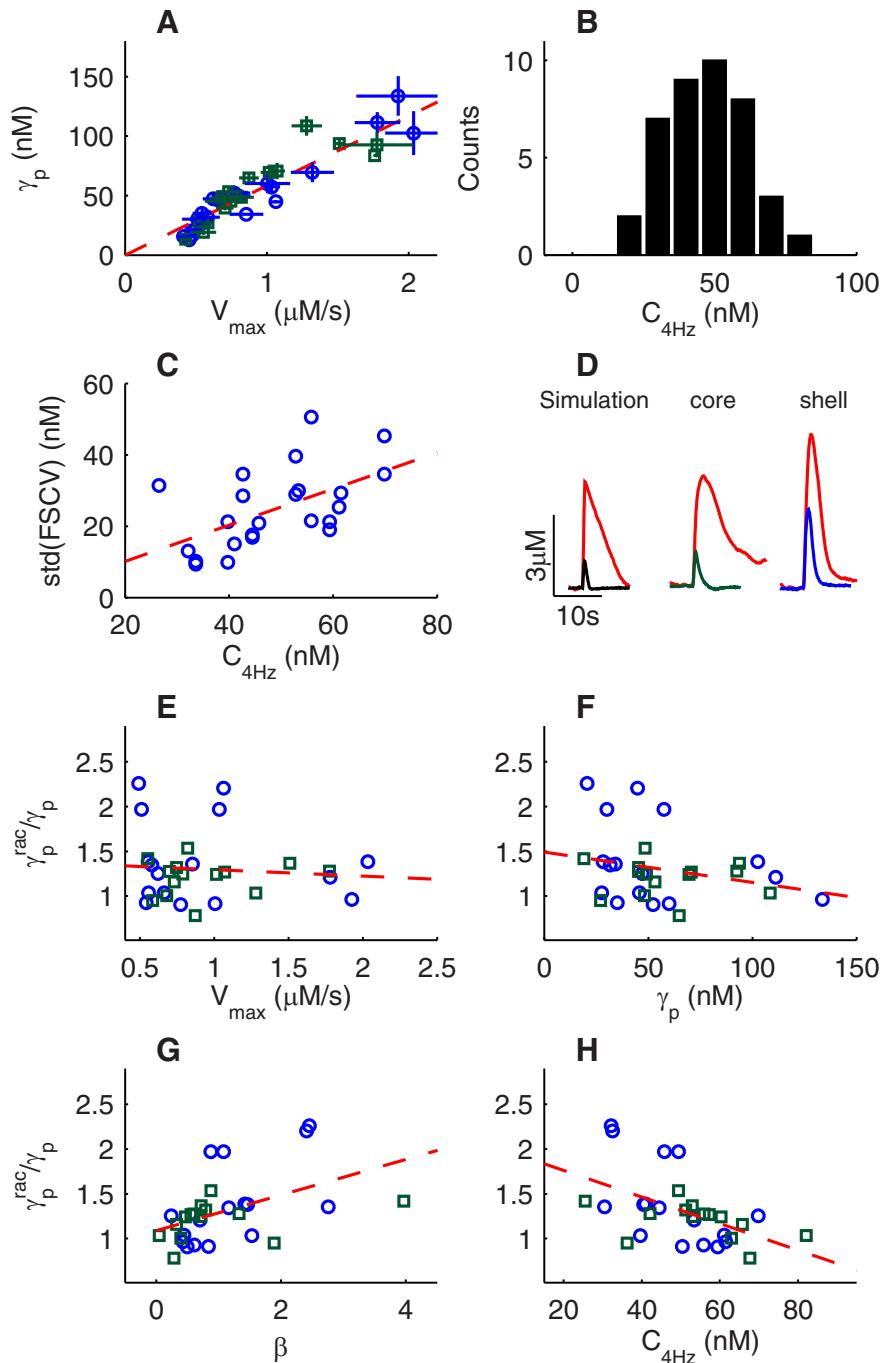 A
γp (nM)
150
100
50
0
0 1 2
Vmax (μM/s)
B
Counts
10
5
0
0 50 100
C4Hz (nM)
C
std(FSCV) (nM)
60
40
20
0
20 40 60 80
C4Hz (nM)
D
Simulation core shell
3μM
10s
E
γp^rac/γp
2.5
2
1.5
1
0.5 1 1.5 2 2.5
Vmax (μM/s)
F
2.5
2
1.5
1
0 50 100 150
γp (nM)
G
γp^rac/γp
2.5
2
1.5
1
0 2 4
β
H
2.5
2
1.5
1
20 40 60 80
C4Hz (nM)